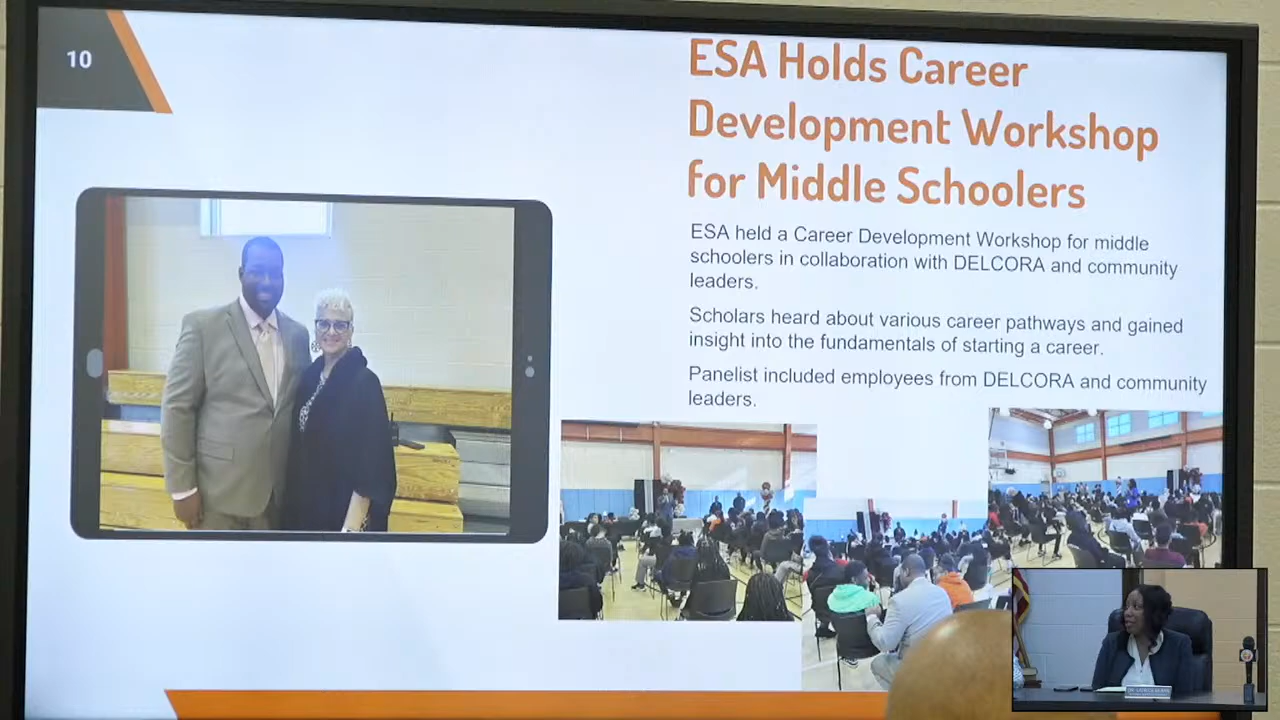 10
ESA Holds Career
Development Workshop
for Middle Schoolers
ESA held a Career Development Workshop for middle
schoolers in collaboration with DELCORA and community
leaders.
Scholars heard about various career pathways and gained
insight into the fundamentals of starting a career.
Panelist included employees from DELCORA and community
leaders.